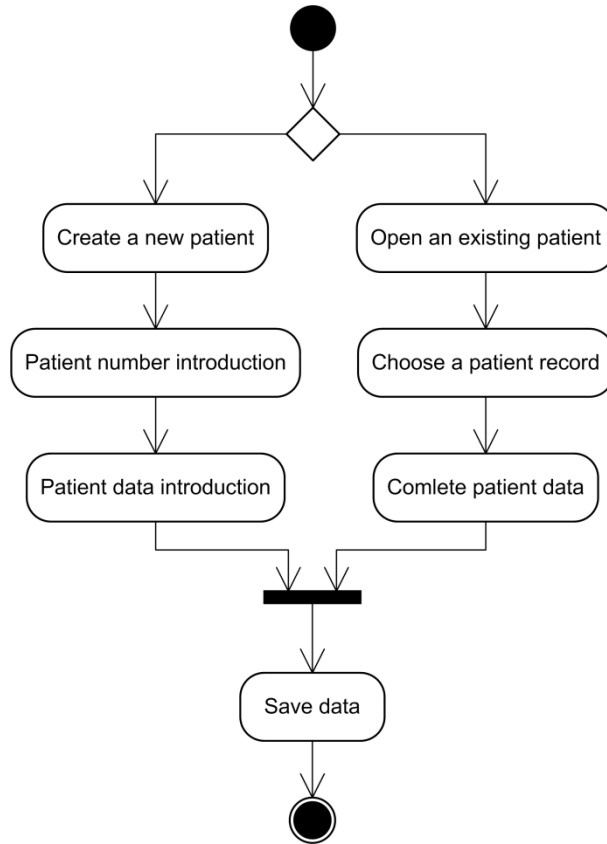 Create a new patient
Open an existing patient
Patient number introduction
Choose a patient record
Patient data introduction
Comlete patient data
Save data